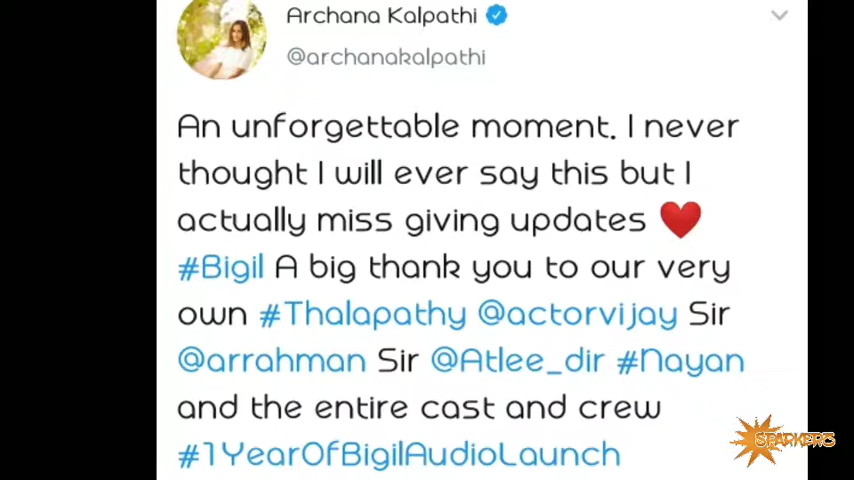 Archana Kalpathi
@archanakalpathi
An unforgettable moment. I never
thought I will ever say this but I
actually miss giving updates ❤️
#Bigil A big thank you to our very
own #Thalapathy @actorvijay Sir
@arrahman Sir @Atlee_dir #Nayan
and the entire cast and crew
#1YearOfBigilAudioLaunch
SPARKERS